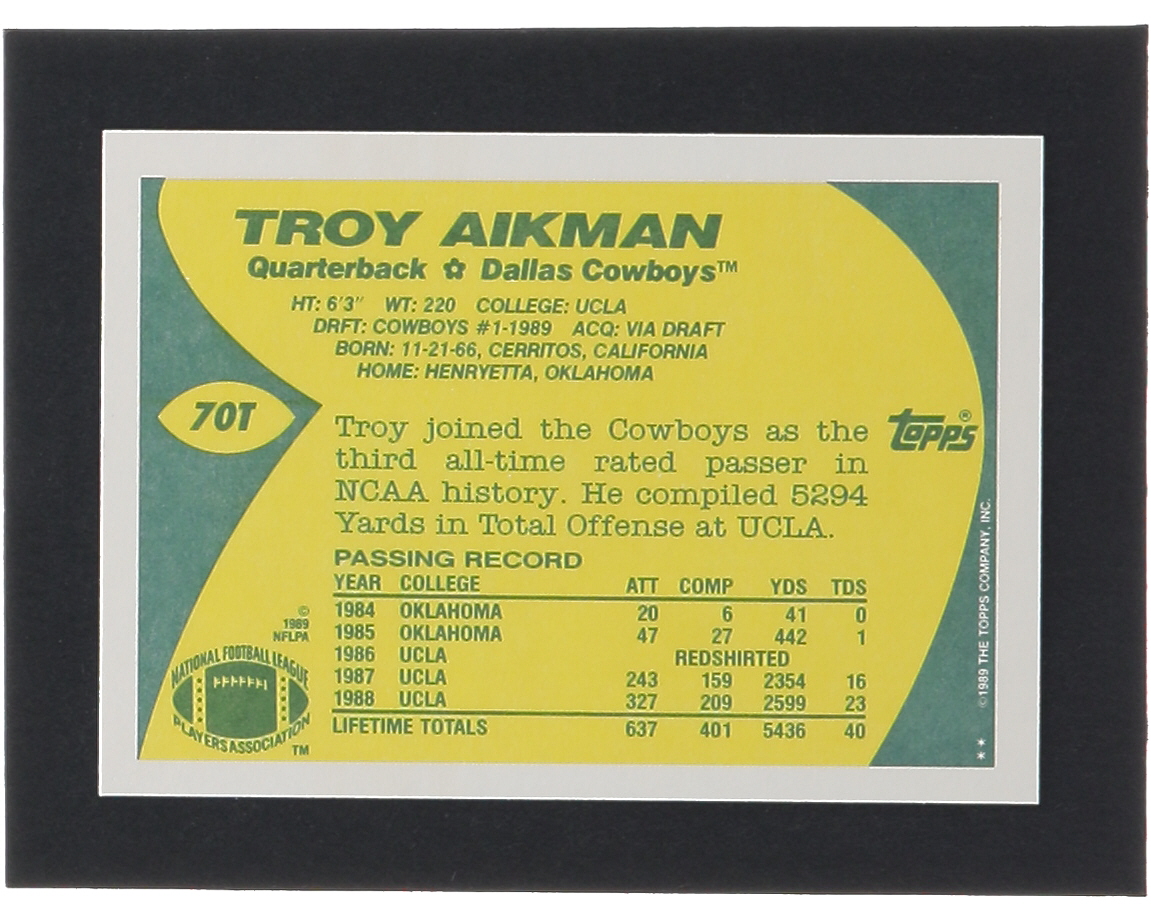 TROY AIKMAN
Quarterback ✿ Dallas Cowboys™
HT: 6'3" WT: 220 COLLEGE: UCLA
DRFT: COWBOYS #1-1989 ACQ: VIA DRAFT
BORN: 11-21-66, CERRITOS, CALIFORNIA
HOME: HENRYETTA, OKLAHOMA
70T
Troy joined the Cowboys as the
third all-time rated passer in
NCAA history. He compiled 5294
Yards in Total Offense at UCLA.
topps®
PASSING RECORD
YEAR COLLEGE ATT COMP YDS TDS
1984 OKLAHOMA 20 6 41 0
1985 OKLAHOMA 47 27 442 1
1986 UCLA REDSHIRTED
1987 UCLA 243 159 2354 16
1988 UCLA 327 209 2599 23
LIFETIME TOTALS 637 401 5436 40
©
1989
NFLPA
NATIONAL FOOTBALL LEAGUE
PLAYERS ASSOCIATION
™
©1989 THE TOPPS COMPANY, INC.
**